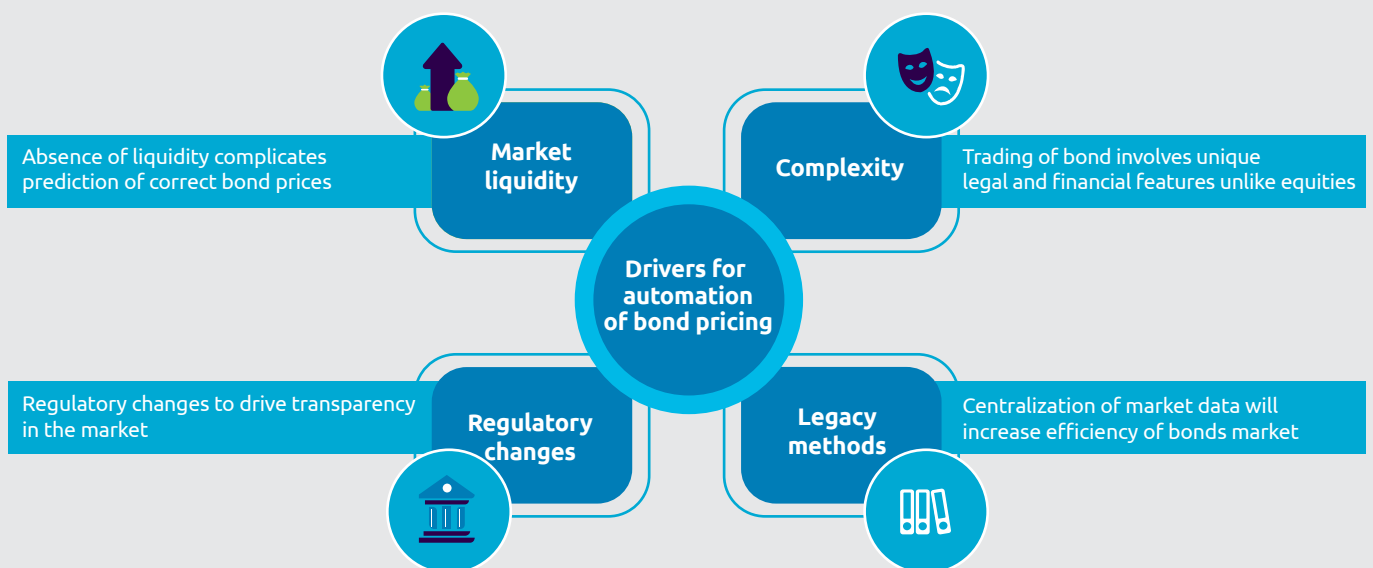 Absence of liquidity complicates
prediction of correct bond prices
Market
liquidity
Complexity
Trading of bond involves unique
legal and financial features unlike equities
Drivers for
automation
of bond pricing
Regulatory changes to drive transparency
in the market
Regulatory
changes
Legacy
methods
Centralization of market data will
increase efficiency of bonds market